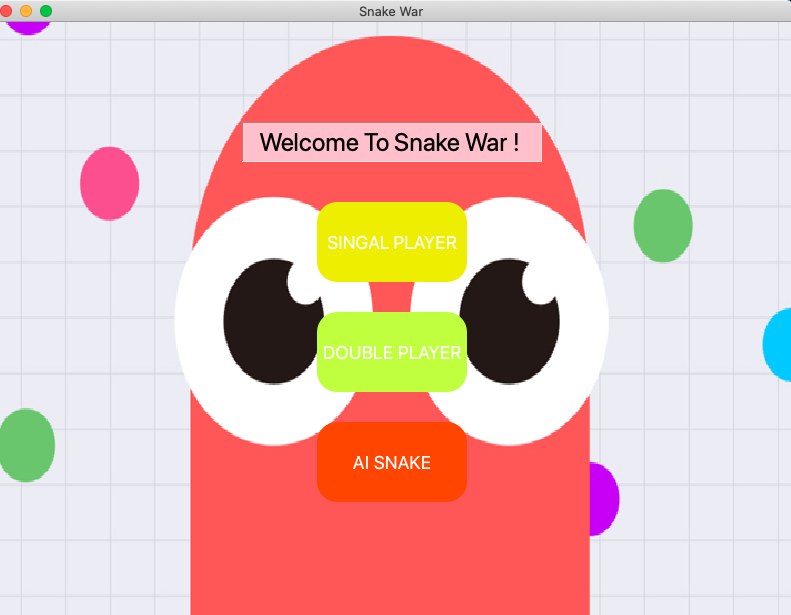 Snake War
Welcome To Snake War !
SINGAL PLAYER
DOUBLE PLAYER
AI SNAKE